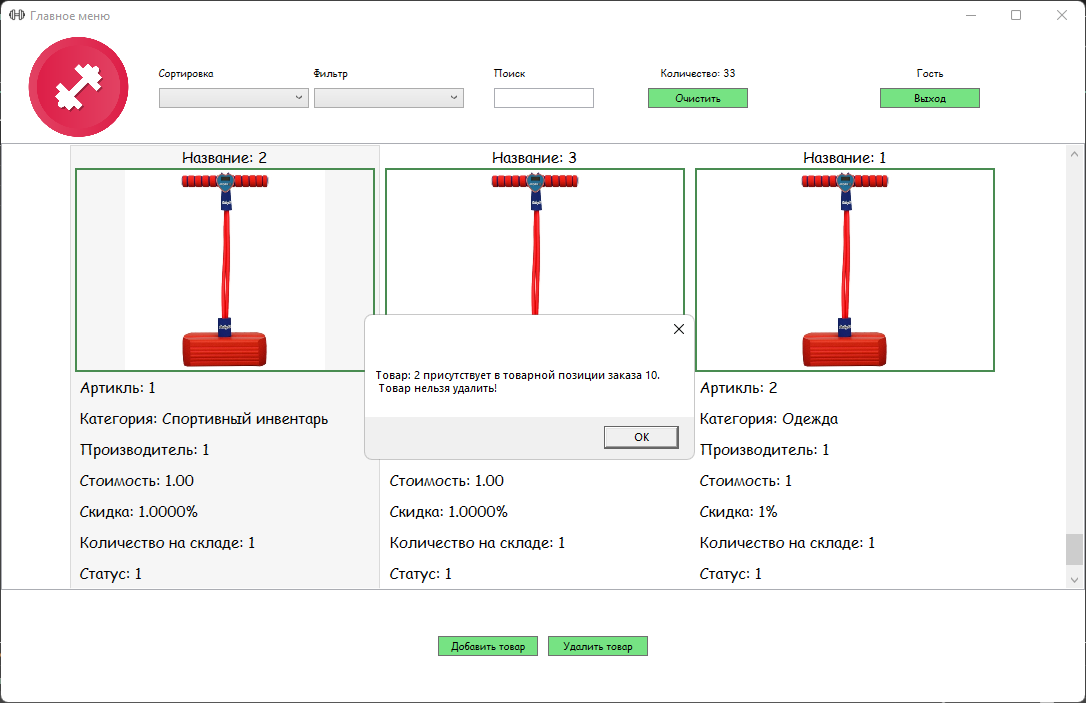 Главное меню
Сортировка
Фильтр
Поиск
Количество: 33
Гость
Очистить
Выход
Название: 2
Название: 3
Название: 1
Товар: 2 присутствует в товарной позиции заказа 10.
Товар нельзя удалить!
OK
Артикль: 1
Категория: Спортивный инвентарь
Производитель: 1
Стоимость: 1.00
Скидка: 1.0000%
Количество на складе: 1
Статус: 1
Стоимость: 1.00
Скидка: 1.0000%
Количество на складе: 1
Статус: 1
Артикль: 2
Категория: Одежда
Производитель: 1
Стоимость: 1
Скидка: 1%
Количество на складе: 1
Статус: 1
Добавить товар
Удалить товар